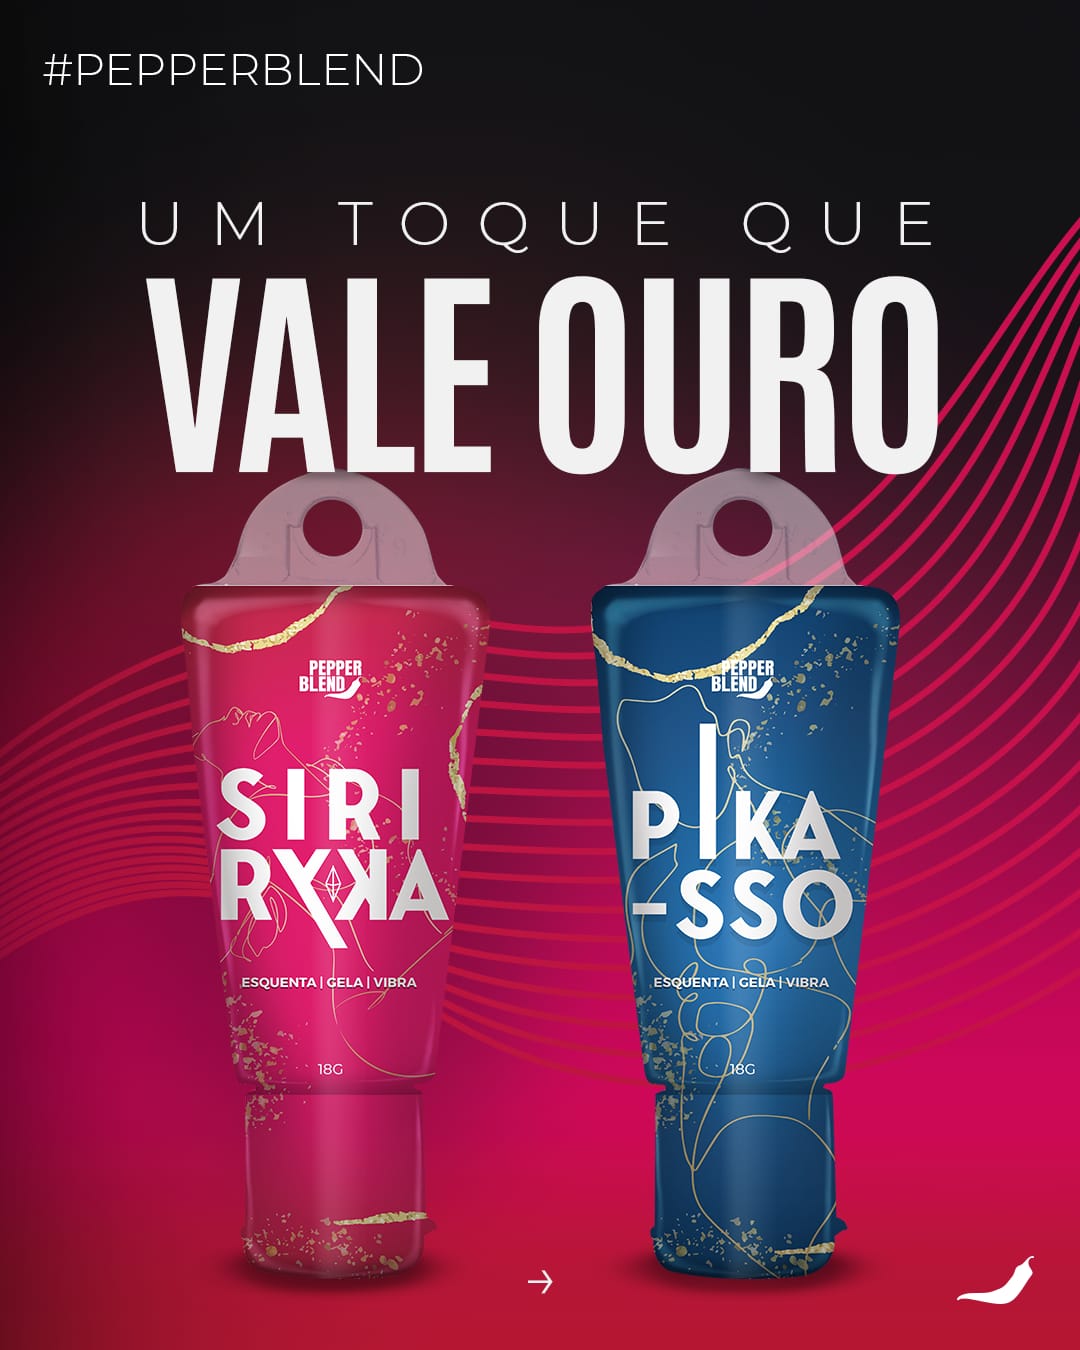 #PEPPERBLEND
UM TOQUE QUE
VALE OURO
PEPPER
BLEND
SIRI
RYKA
ESQUENTA | GELA | VIBRA
18G
PEPPER
BLEND
PIKA
-SSO
ESQUENTA | GELA | VIBRA
18G
→